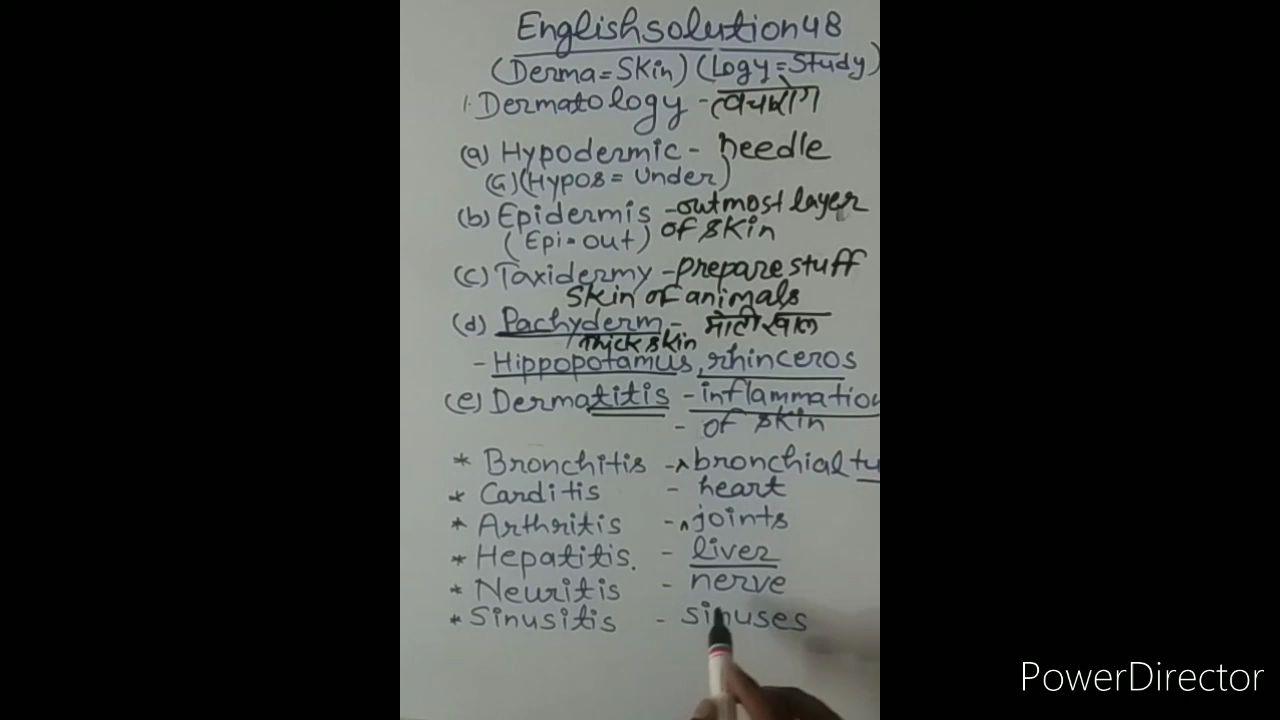 Englishsolution48
(Derma=Skin) (Logy=Study)
1. Dermatology - त्वचारोग
(a) Hypodermic - needle
(G)(Hypos = Under)
(b) Epidermis - outmost layer
(Epi=out) of skin
(c) Taxidermy - prepare stuff
skin of animals
(d) Pachyderm - मोटी खाल
thick skin
- Hippopotamus, rhinceros
(e) Dermatitis - inflammation
- of skin
* Bronchitis - ^ bronchial tu
* Carditis - heart
* Arthritis - ^ joints
* Hepatitis. - liver
* Neuritis - nerve
* Sinusitis - sinuses
PowerDirector